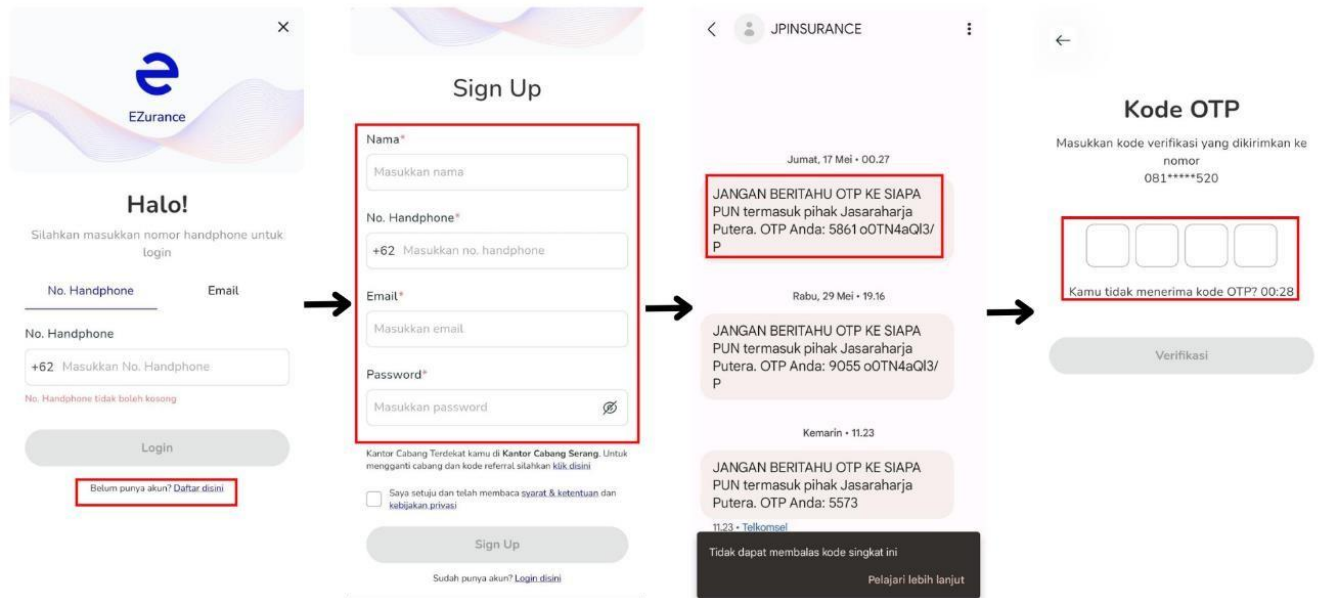 EZurance
Halo!
Silahkan masukkan nomor handphone untuk
login
No. Handphone
Email
No. Handphone
+62 Masukkan No. Handphone
No. Handphone tidak boleh kosong
Login
Belum punya akun? Daftar disini
Sign Up
Nama*
Masukkan nama
No. Handphone*
+62 Masukkan no. handphone
Email*
Masukkan email
Password*
Masukkan password
Kantor Cabang Terdekat kamu di Kantor Cabang Serang. Untuk
mengganti cabang dan kode referral silahkan klik disini
Saya setuju dan telah membaca syarat & ketentuan dan
kebijakan privasi
Sign Up
Sudah punya akun? Login disini
JPINSURANCE
Jumat, 17 Mei • 00.27
JANGAN BERITAHU OTP KE SIAPA
PUN termasuk pihak Jasaraharja
Putera. OTP Anda: 5861 oOTN4aQl3/
P
Rabu, 29 Mei • 19.16
JANGAN BERITAHU OTP KE SIAPA
PUN termasuk pihak Jasaraharja
Putera. OTP Anda: 9055 oOTN4aQl3/
P
Kemarin • 11.23
JANGAN BERITAHU OTP KE SIAPA
PUN termasuk pihak Jasaraharja
Putera. OTP Anda: 5573
11.23 • Telkomsel
Tidak dapat membalas kode singkat ini
Pelajari lebih lanjut
Kode OTP
Masukkan kode verifikasi yang dikirimkan ke
nomor
081*****520
Kamu tidak menerima kode OTP? 00:28
Verifikasi